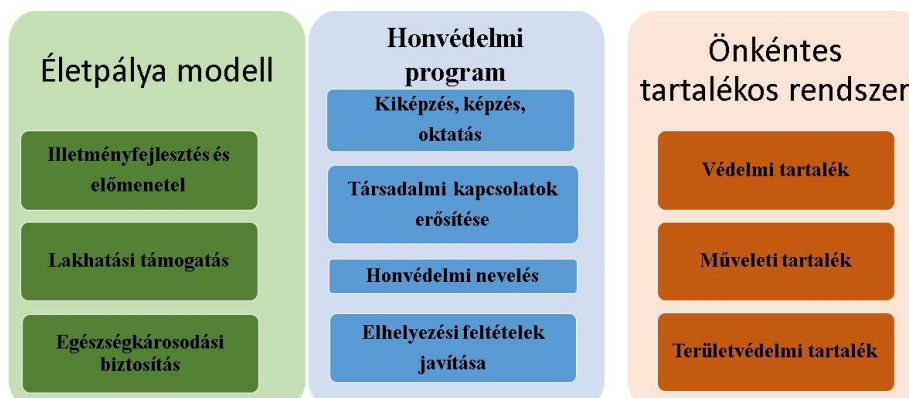 Életpálya modell
Illetményfejlesztés és
előmenetel
Lakhatási támogatás
Egészségkárosodási
biztosítás
Honvédelmi
program
Kiképzés, képzés,
oktatás
Társadalmi kapcsolatok
erősítése
Honvédelmi nevelés
Elhelyezési feltételek
javítása
Önkéntes
tartalékos rendszer
Védelmi tartalék
Műveleti tartalék
Területvédelmi tartalék